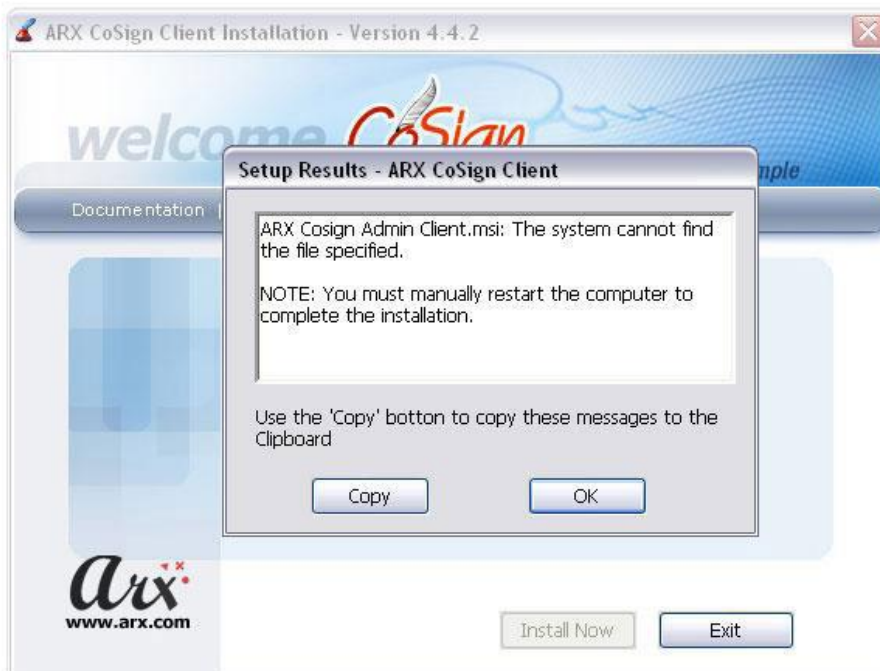 ARX CoSign Client Installation - Version 4.4.2
welcome CoSign
Setup Results - ARX CoSign Client
Documentation |
ARX Cosign Admin Client.msi: The system cannot find
the file specified.
NOTE: You must manually restart the computer to
complete the installation.
Use the 'Copy' botton to copy these messages to the
Clipboard
Copy OK
arx
www.arx.com
Install Now Exit